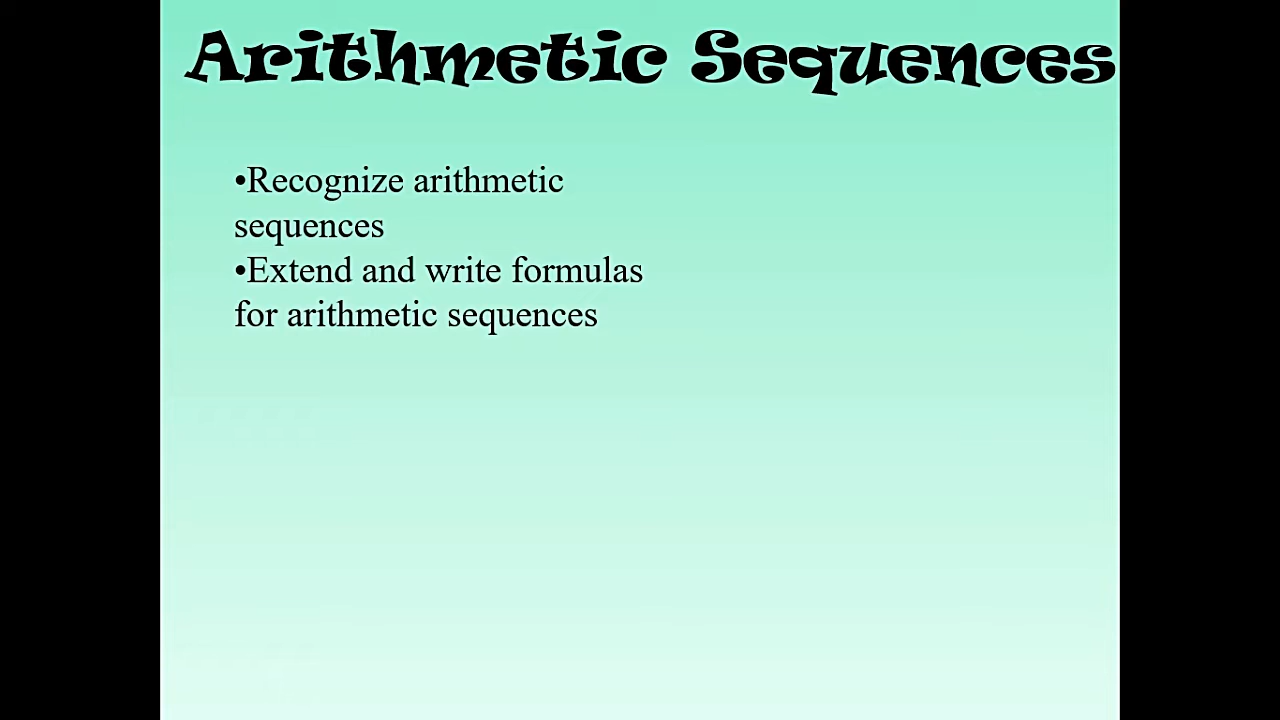 Arithmetic Sequences
•Recognize arithmetic
sequences
•Extend and write formulas
for arithmetic sequences